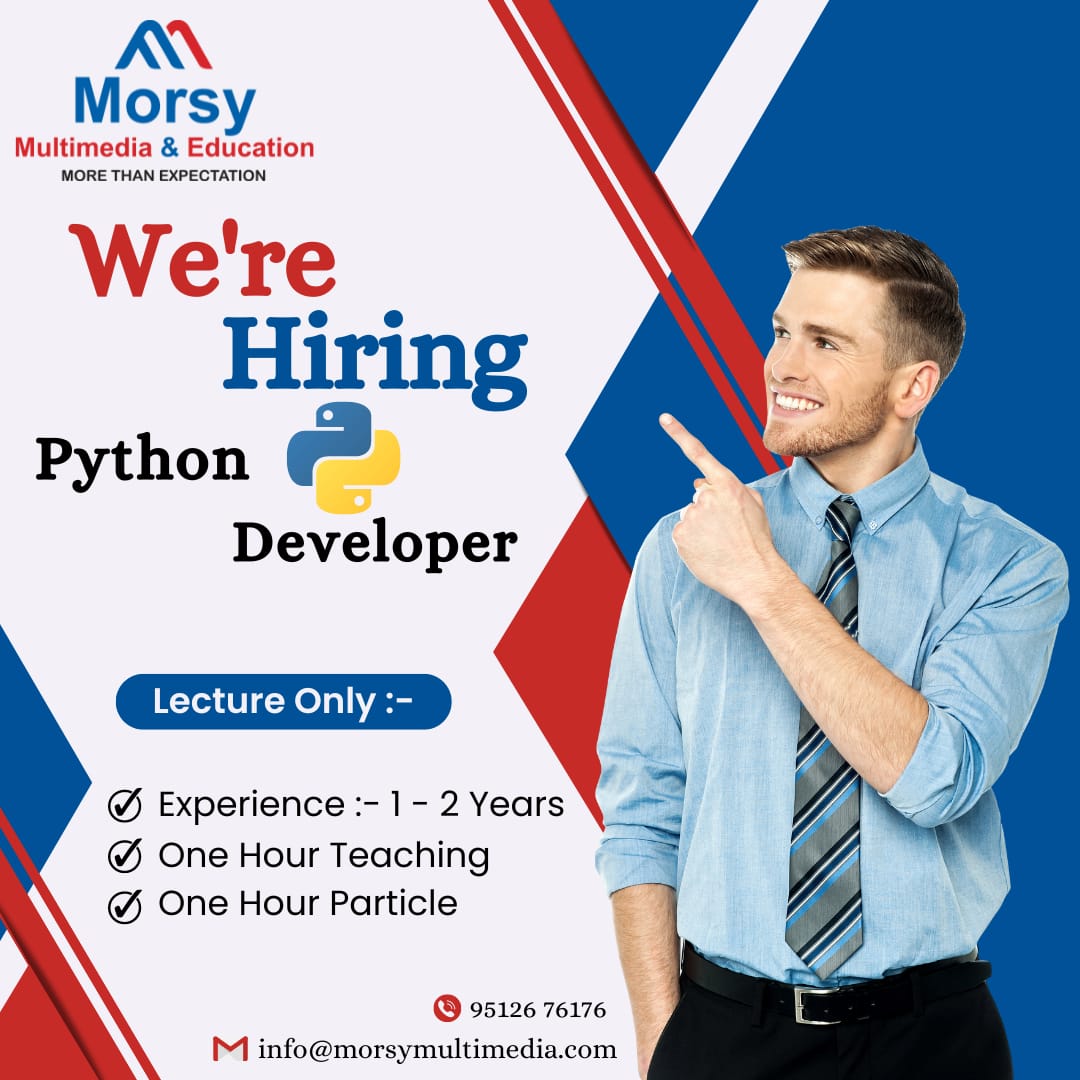 Morsy
Multimedia & Education
MORE THAN EXPECTATION
We're
Hiring
Python
Developer
Lecture Only :-
Experience :- 1 - 2 Years
One Hour Teaching
One Hour Particle
95126 76176
info@morsymultimedia.com